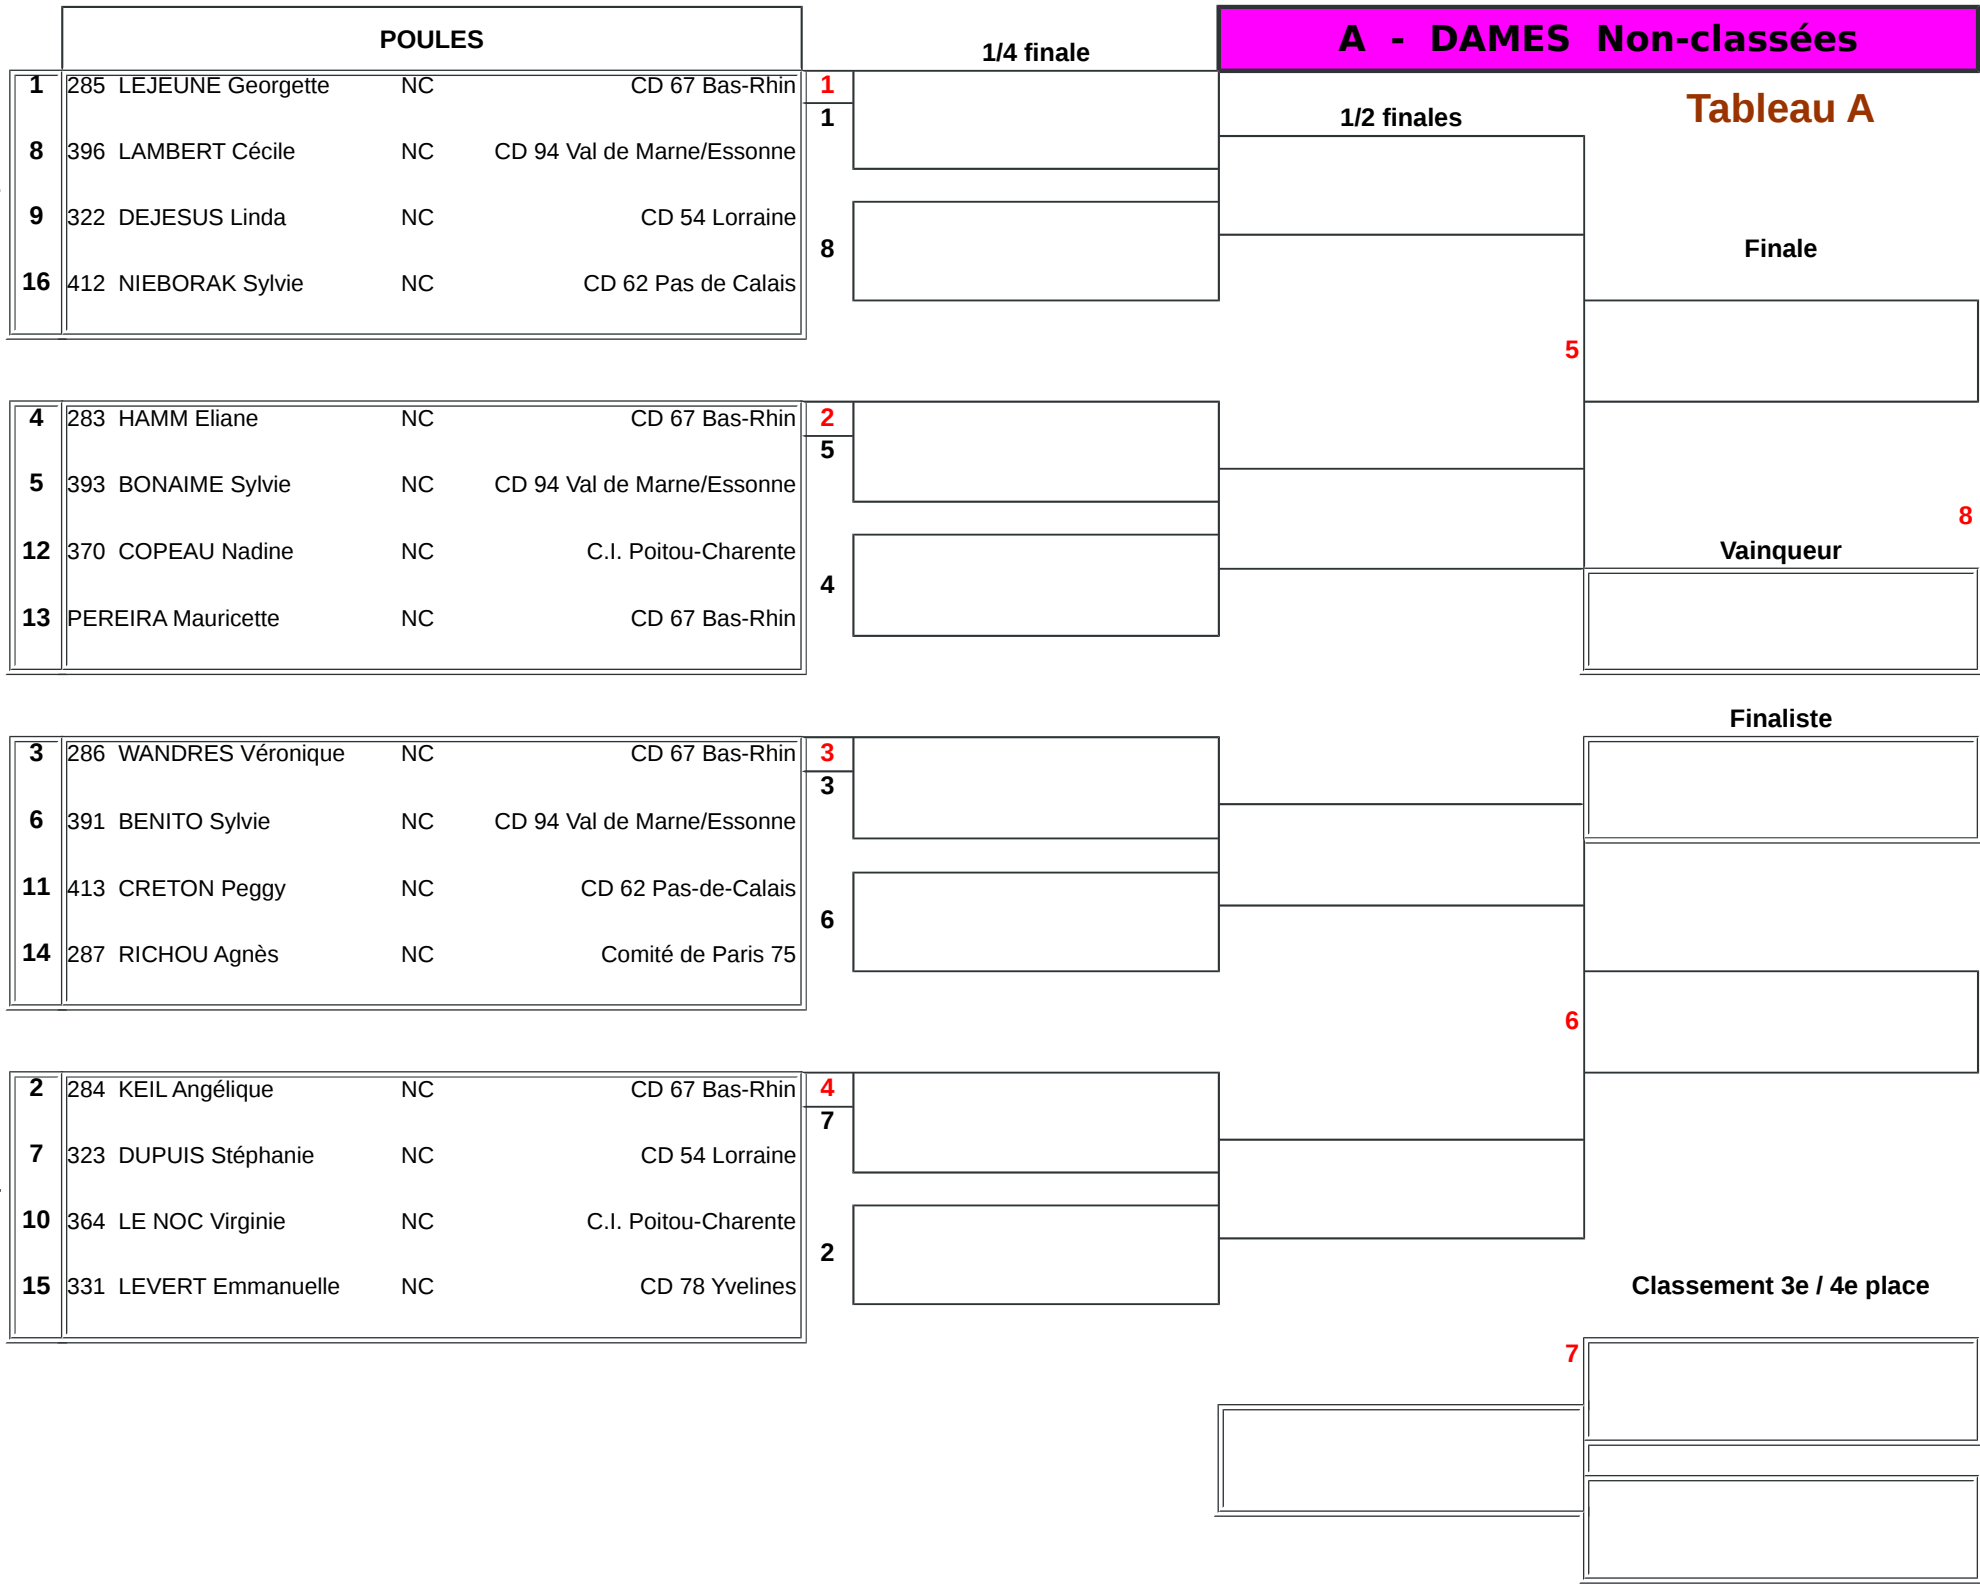 POULES
1/4 finale
A - DAMES Non-classées
Tableau A
1/2 finales
1 285 LEJEUNE Georgette NC CD 67 Bas-Rhin 1
1
8 396 LAMBERT Cécile NC CD 94 Val de Marne/Essonne
9 322 DEJESUS Linda NC CD 54 Lorraine
8
Finale
16 412 NIEBORAK Sylvie NC CD 62 Pas de Calais
5
4 283 HAMM Eliane NC CD 67 Bas-Rhin 2
5
5 393 BONAIME Sylvie NC CD 94 Val de Marne/Essonne
8
12 370 COPEAU Nadine NC C.I. Poitou-Charente
Vainqueur
4
13 PEREIRA Mauricette NC CD 67 Bas-Rhin
Finaliste
3 286 WANDRES Véronique NC CD 67 Bas-Rhin 3
3
6 391 BENITO Sylvie NC CD 94 Val de Marne/Essonne
11 413 CRETON Peggy NC CD 62 Pas-de-Calais
6
14 287 RICHOU Agnès NC Comité de Paris 75
6
2 284 KEIL Angélique NC CD 67 Bas-Rhin 4
7
7 323 DUPUIS Stéphanie NC CD 54 Lorraine
10 364 LE NOC Virginie NC C.I. Poitou-Charente
2
15 331 LEVERT Emmanuelle NC CD 78 Yvelines
Classement 3e / 4e place
7